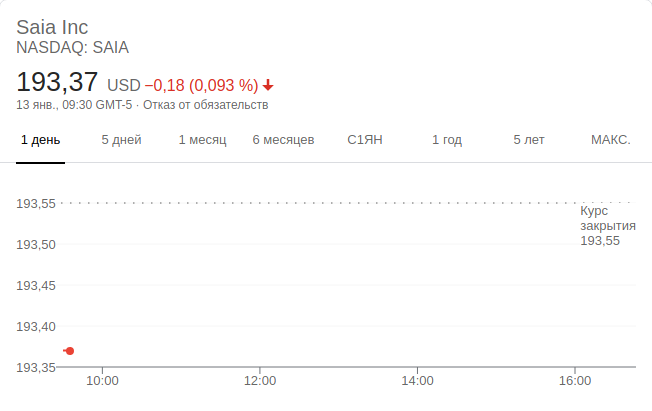 Saia Inc
NASDAQ: SAIA
193,37 USD −0,18 (0,093 %)
13 янв., 09:30 GMT-5 · Отказ от обязательств
1 день 5 дней 1 месяц 6 месяцев С1ЯН 1 год 5 лет МАКС.
193,55
Курс
закрытия
193,50 193,55
193,45
193,40
193,35
10:00 12:00 14:00 16:00